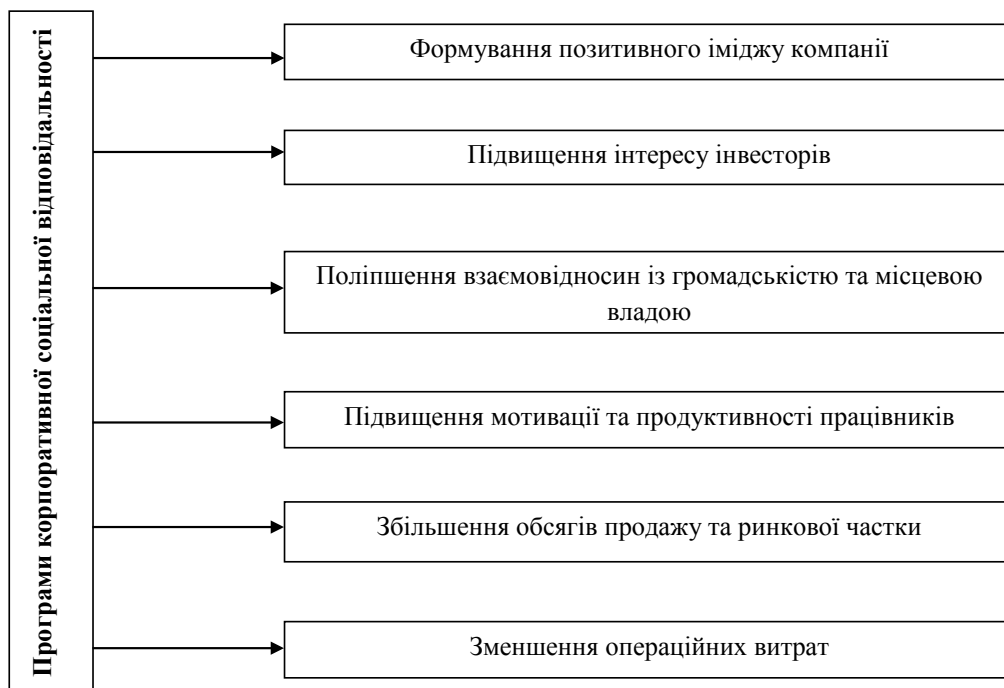 Програми корпоративної соціальної відповідальності
Формування позитивного іміджу компанії
Підвищення інтересу інвесторів
Поліпшення взаємовідносин із громадськістю та місцевою
владою
Підвищення мотивації та продуктивності працівників
Збільшення обсягів продажу та ринкової частки
Зменшення операційних витрат